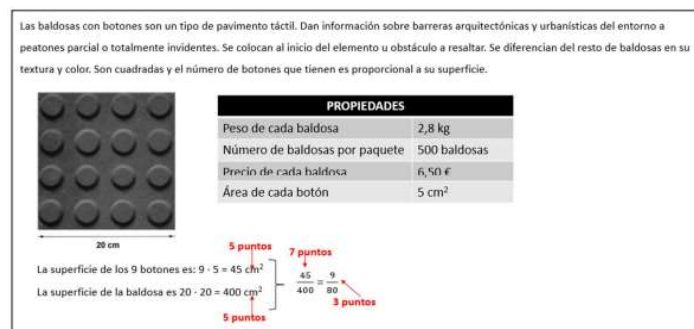 Las baldosas con botones son un tipo de pavimento táctil. Dan información sobre barreras arquitectónicas y urbanísticas del entorno a
peatones parcial o totalmente invidentes. Se colocan al inicio del elemento u obstáculo a resaltar. Se diferencian del resto de baldosas en su
textura y color. Son cuadradas y el número de botones que tienen es proporcional a su superficie.
PROPIEDADES
Peso de cada baldosa 2,8 kg
Número de baldosas por paquete 500 baldosas
Precio de cada baldosa 6,50 €
Área de cada botón 5 cm²
20 cm
5 puntos
7 puntos
La superficie de los 9 botones es: 9 · 5 = 45 cm²
La superficie de la baldosa es 20 · 20 = 400 cm²
45/400 = 9/80
3 puntos
5 puntos